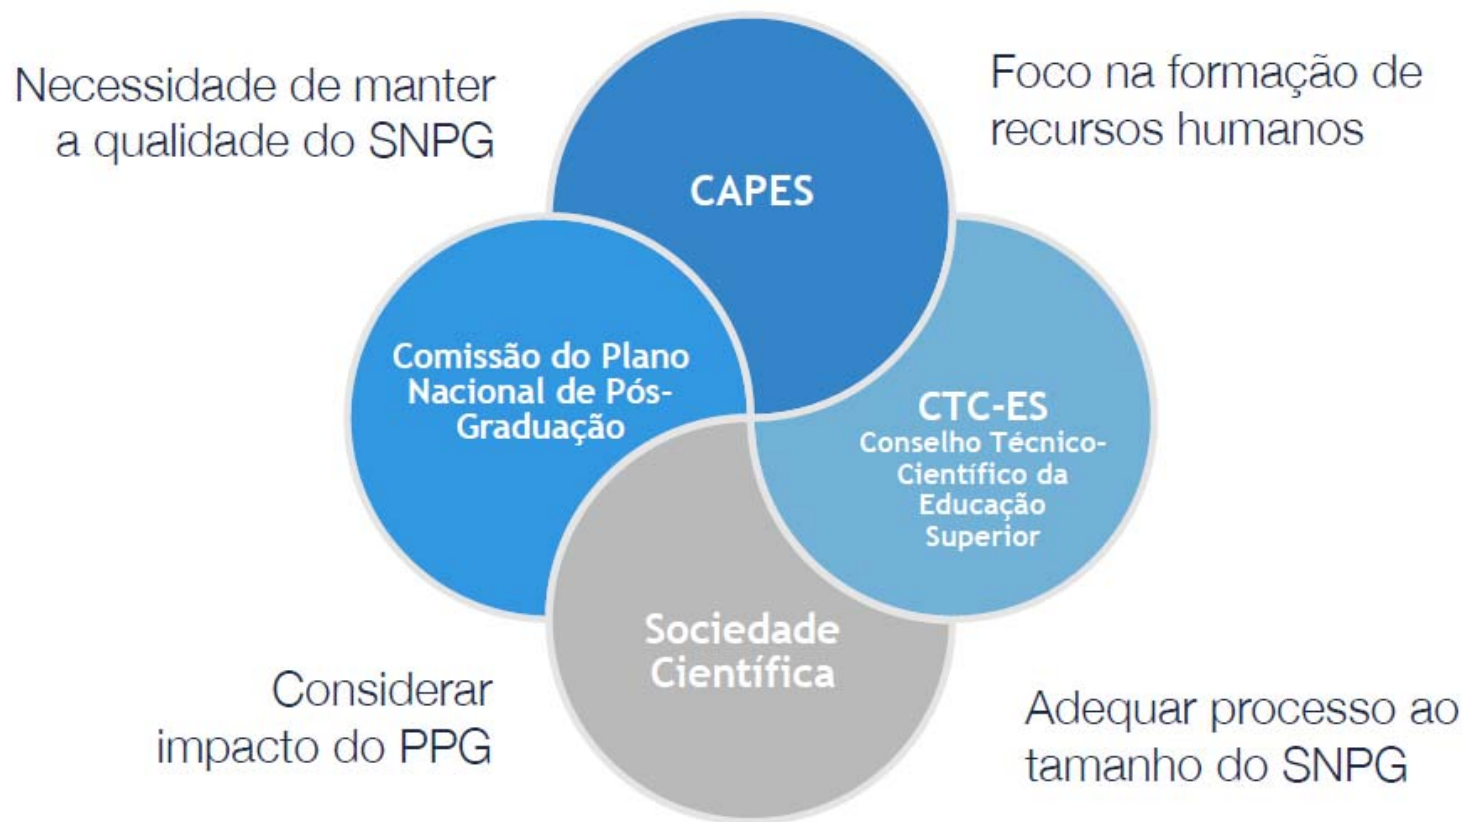 Necessidade de manter
a qualidade do SNPG
Foco na formação de
recursos humanos
CAPES
Comissão do Plano
Nacional de Pós-
Graduação
CTC-ES
Conselho Técnico-
Científico da
Educação
Superior
Sociedade
Científica
Considerar
impacto do PPG
Adequar processo ao
tamanho do SNPG